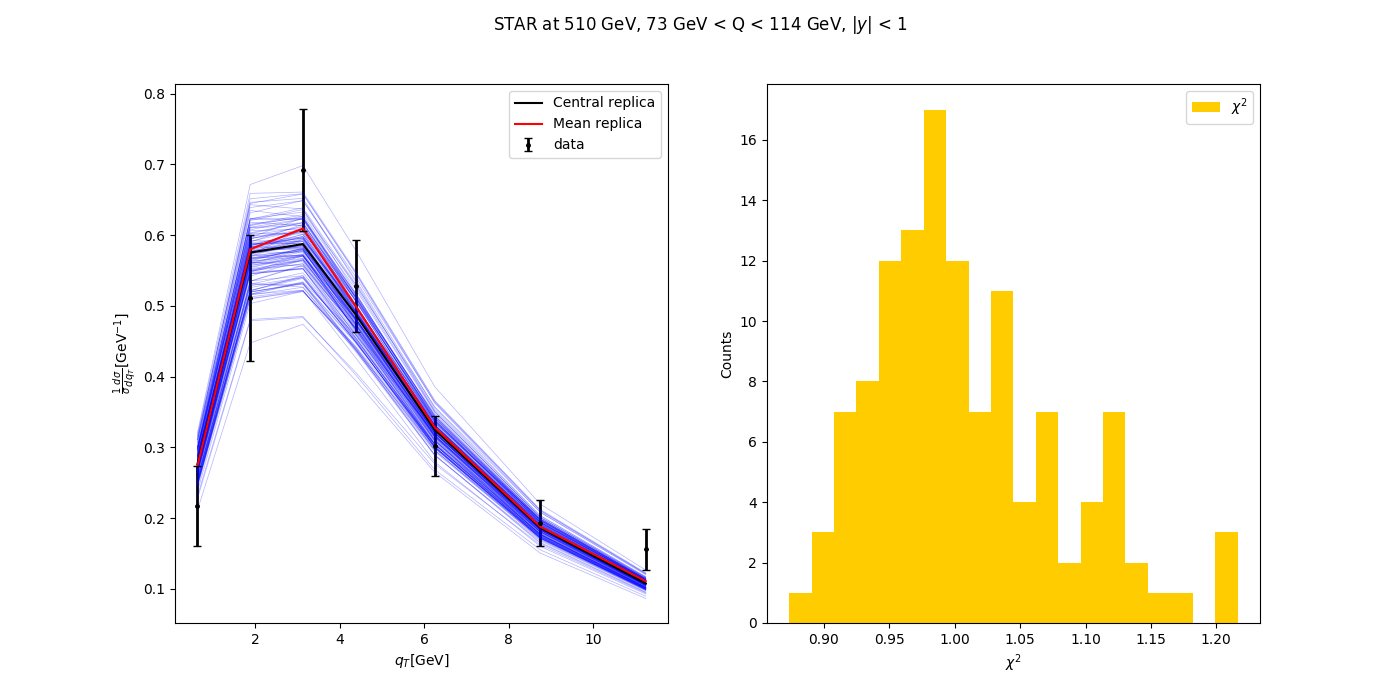 STAR at 510 GeV, 73 GeV < Q < 114 GeV, |y| < 1
0.8
0.7
0.6
0.5
0.4
0.3
0.2
0.1
1/σ dσ/dq_T [GeV⁻¹]
Central replica
Mean replica
data
2 4 6 8 10
q_T[GeV]
16
14
12
10
8
6
4
2
0
Counts
χ²
0.90 0.95 1.00 1.05 1.10 1.15 1.20
χ²